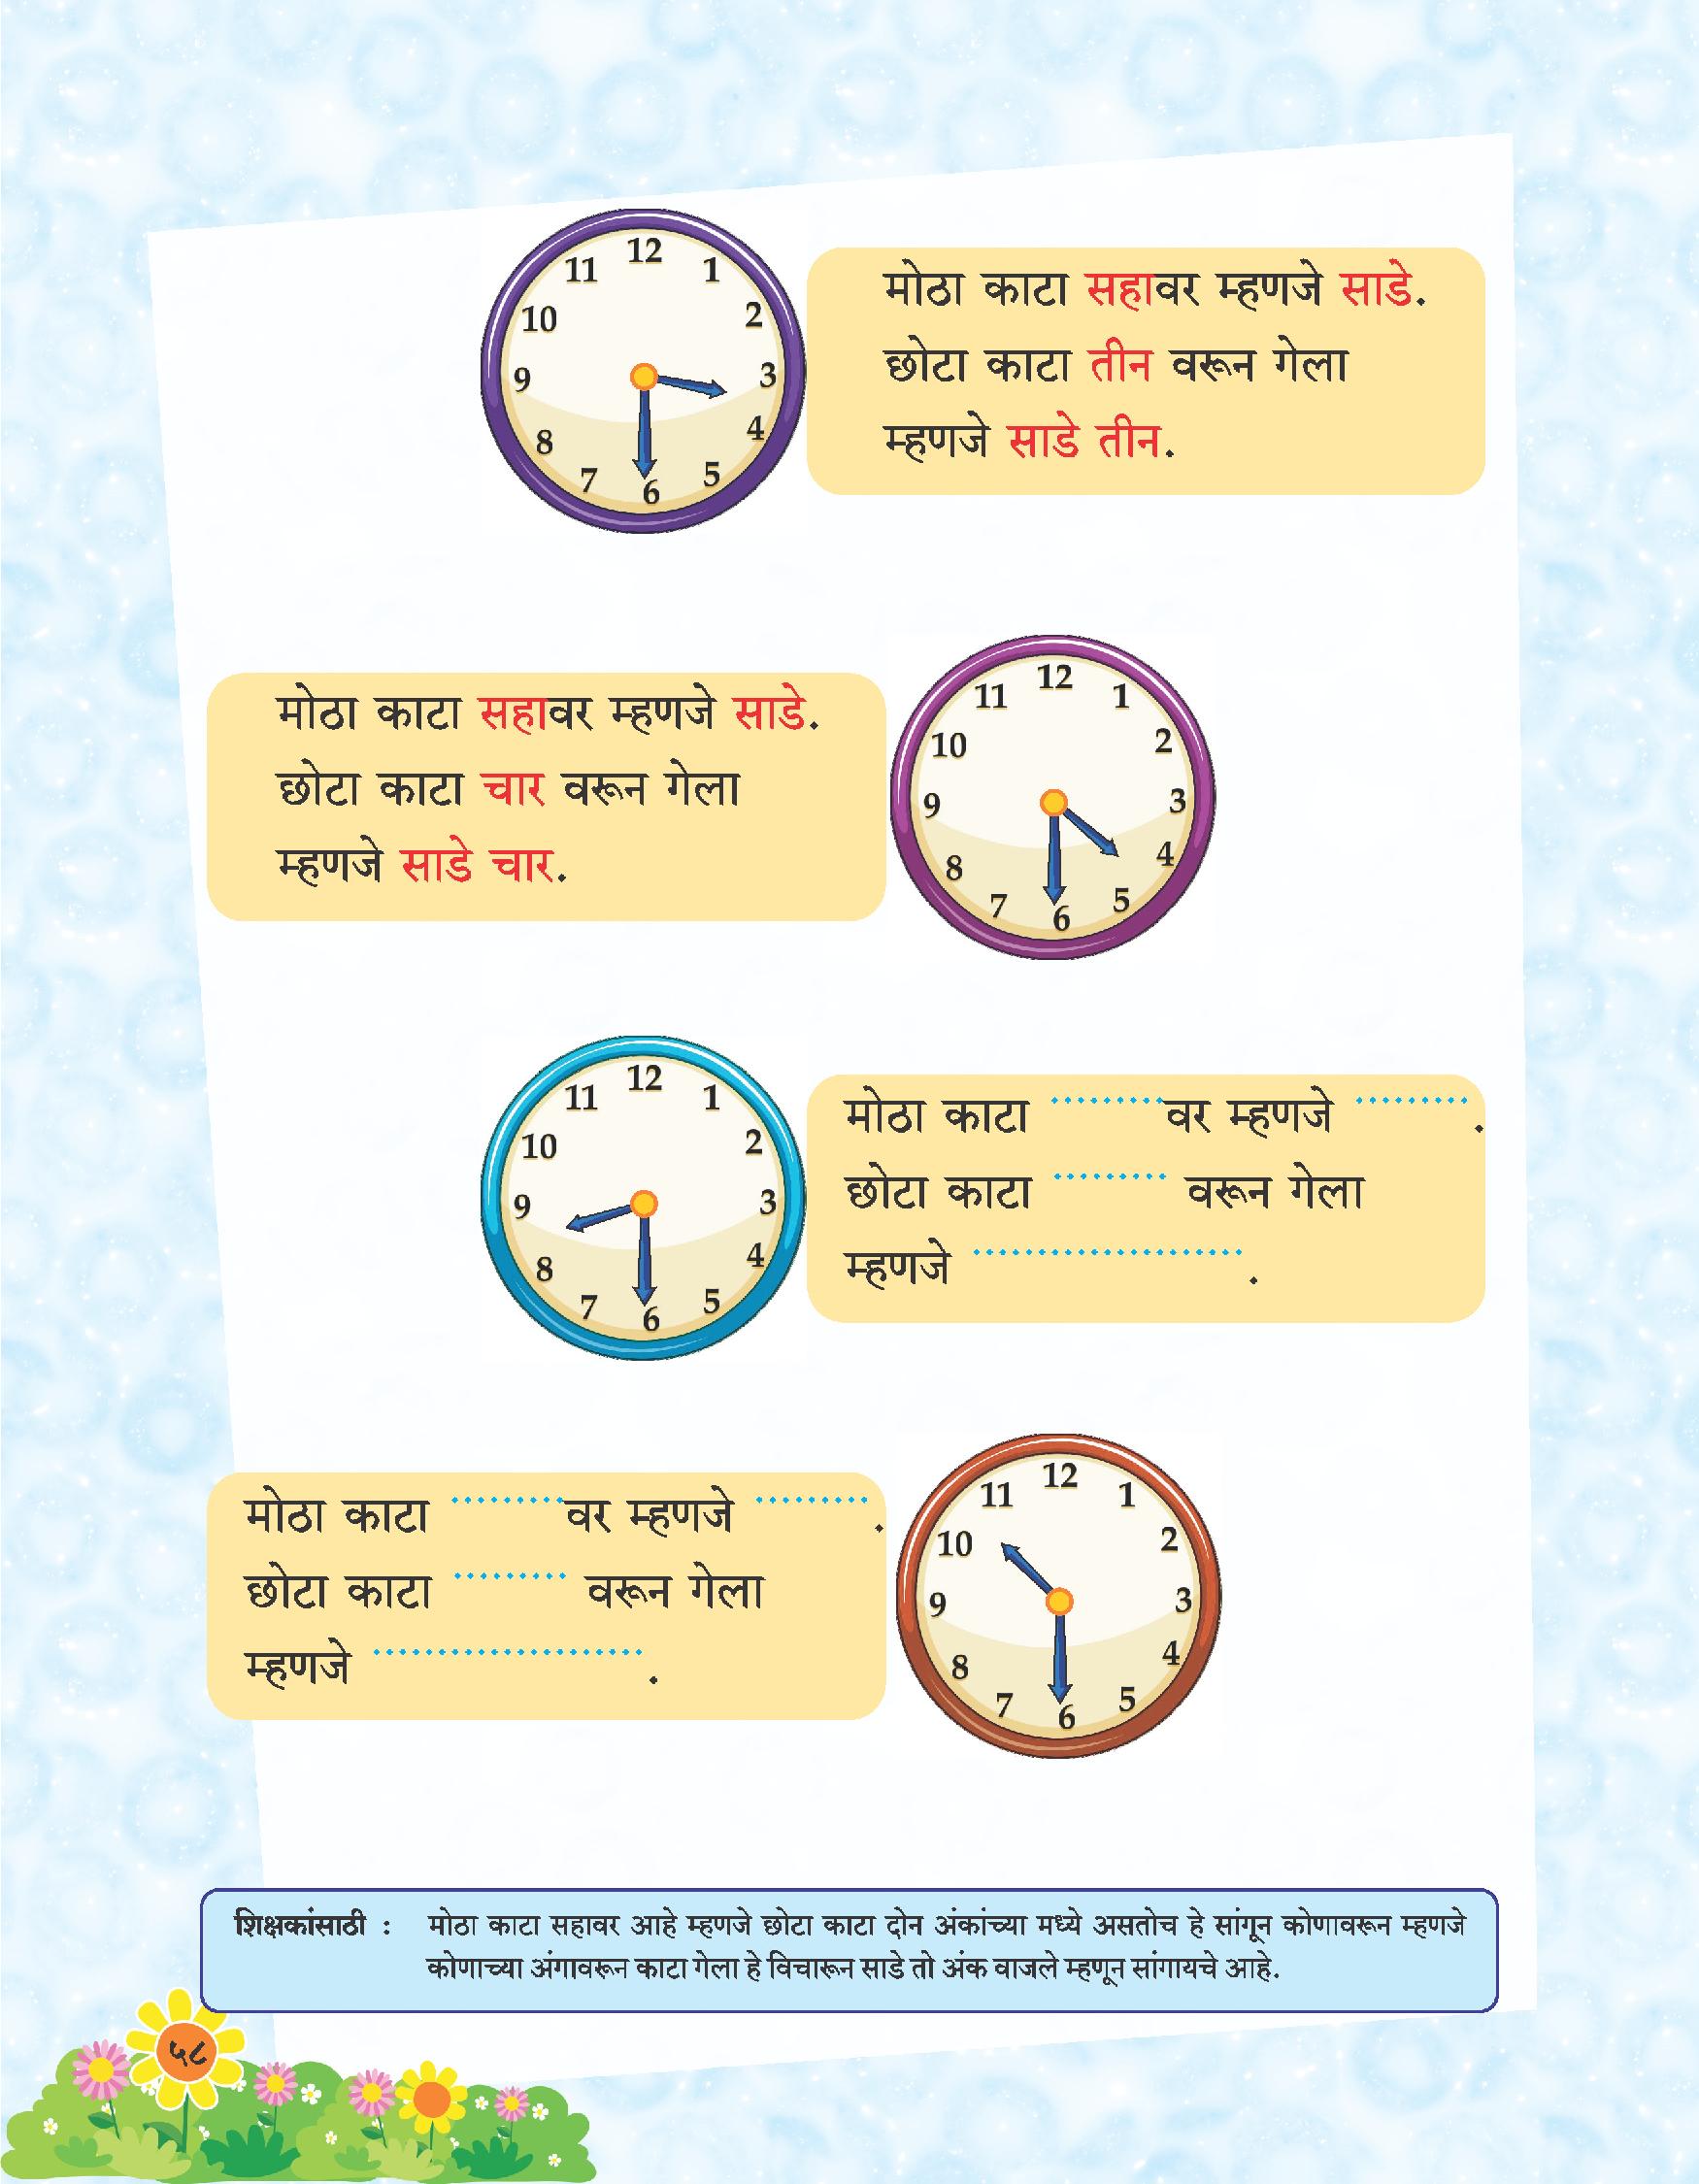 12
11 1
10 2
9 3
8 4
7 6 5
मोठा काटा सहावर म्हणजे साडे.
छोटा काटा तीन वरून गेला
म्हणजे साडे तीन.
मोठा काटा सहावर म्हणजे साडे.
छोटा काटा चार वरून गेला
म्हणजे साडे चार.
12
11 1
10 2
9 3
8 4
7 6 5
12
11 1
10 2
9 3
8 4
7 6 5
मोठा काटा .........वर म्हणजे ......... .
छोटा काटा ......... वरून गेला
म्हणजे ..................... .
मोठा काटा .........वर म्हणजे ......... .
छोटा काटा ......... वरून गेला
म्हणजे ..................... .
12
11 1
10 2
9 3
8 4
7 6 5
शिक्षकांसाठी : मोठा काटा सहावर आहे म्हणजे छोटा काटा दोन अंकांच्या मध्ये असतोच हे सांगून कोणावरून म्हणजे
कोणाच्या अंगावरून काटा गेला हे विचारून साडे तो अंक वाजले म्हणून सांगायचे आहे.
५८